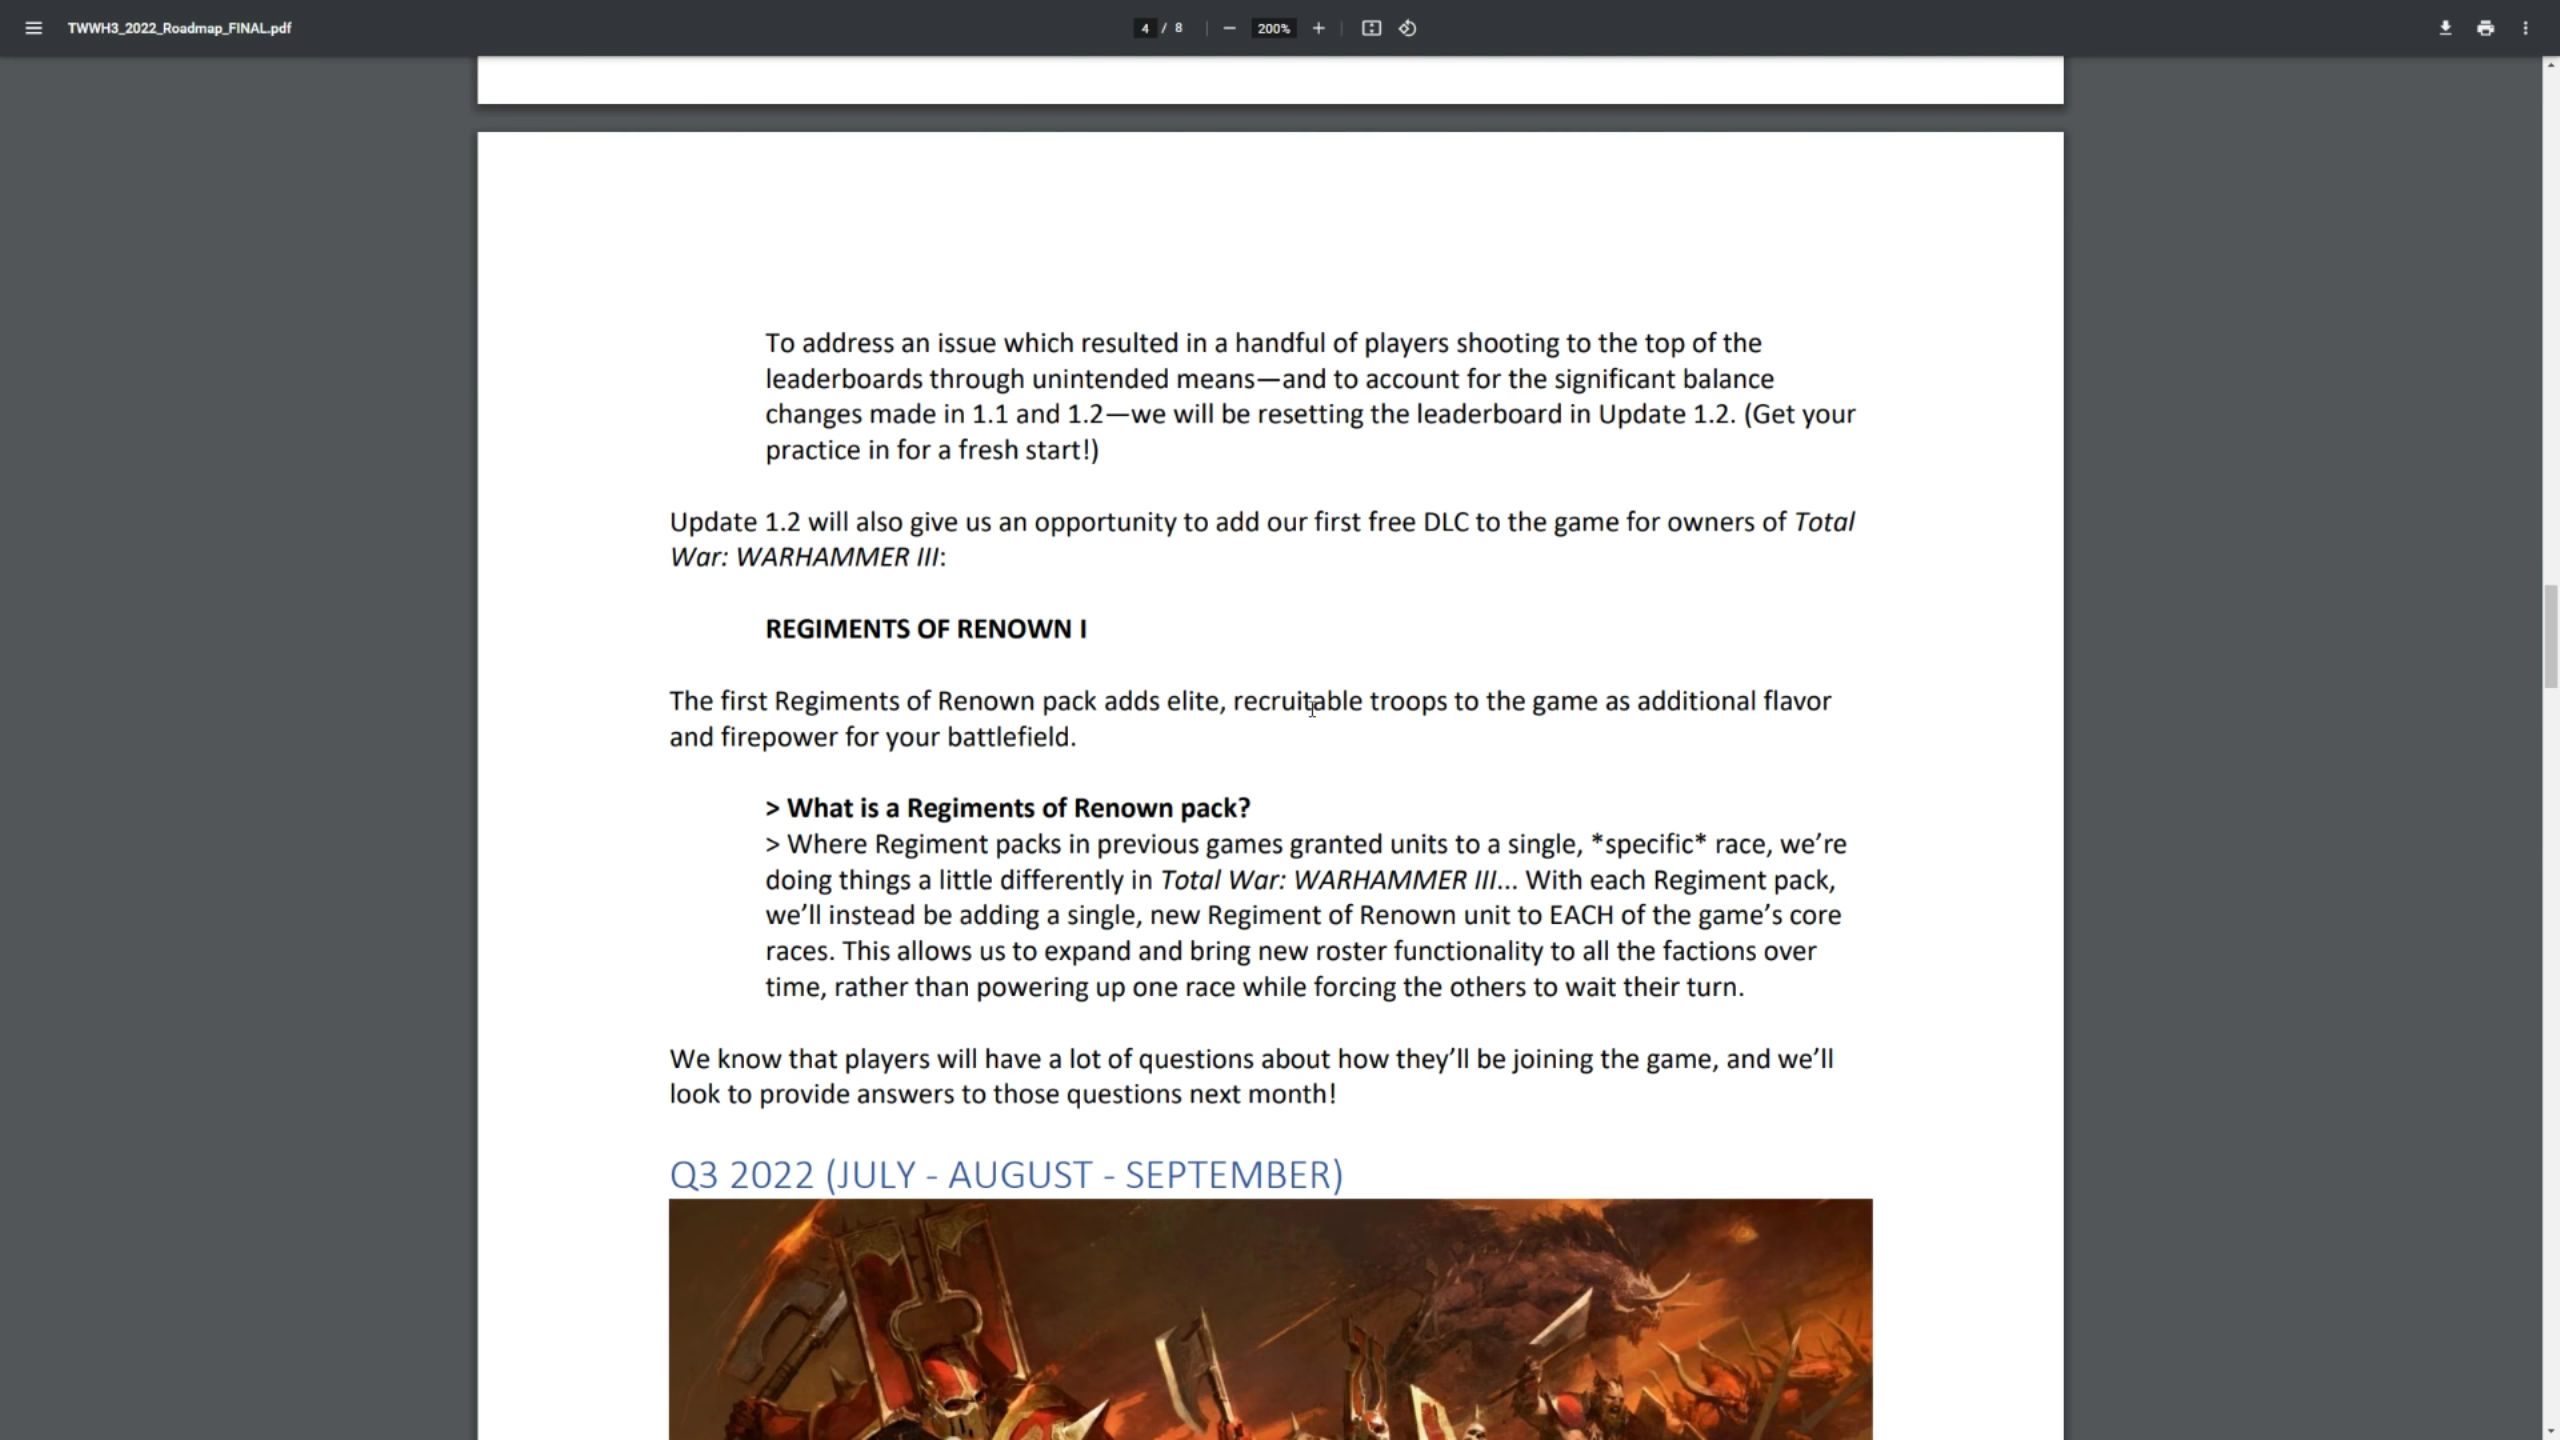 TWWH3_2022_Roadmap_FINAL.pdf
4 / 8
200%
To address an issue which resulted in a handful of players shooting to the top of the
leaderboards through unintended means—and to account for the significant balance
changes made in 1.1 and 1.2—we will be resetting the leaderboard in Update 1.2. (Get your
practice in for a fresh start!)
Update 1.2 will also give us an opportunity to add our first free DLC to the game for owners of Total
War: WARHAMMER III:
REGIMENTS OF RENOWN I
The first Regiments of Renown pack adds elite, recruitable troops to the game as additional flavor
and firepower for your battlefield.
> What is a Regiments of Renown pack?
> Where Regiment packs in previous games granted units to a single, *specific* race, we’re
doing things a little differently in Total War: WARHAMMER III... With each Regiment pack,
we’ll instead be adding a single, new Regiment of Renown unit to EACH of the game’s core
races. This allows us to expand and bring new roster functionality to all the factions over
time, rather than powering up one race while forcing the others to wait their turn.
We know that players will have a lot of questions about how they’ll be joining the game, and we’ll
look to provide answers to those questions next month!
Q3 2022 (JULY - AUGUST - SEPTEMBER)